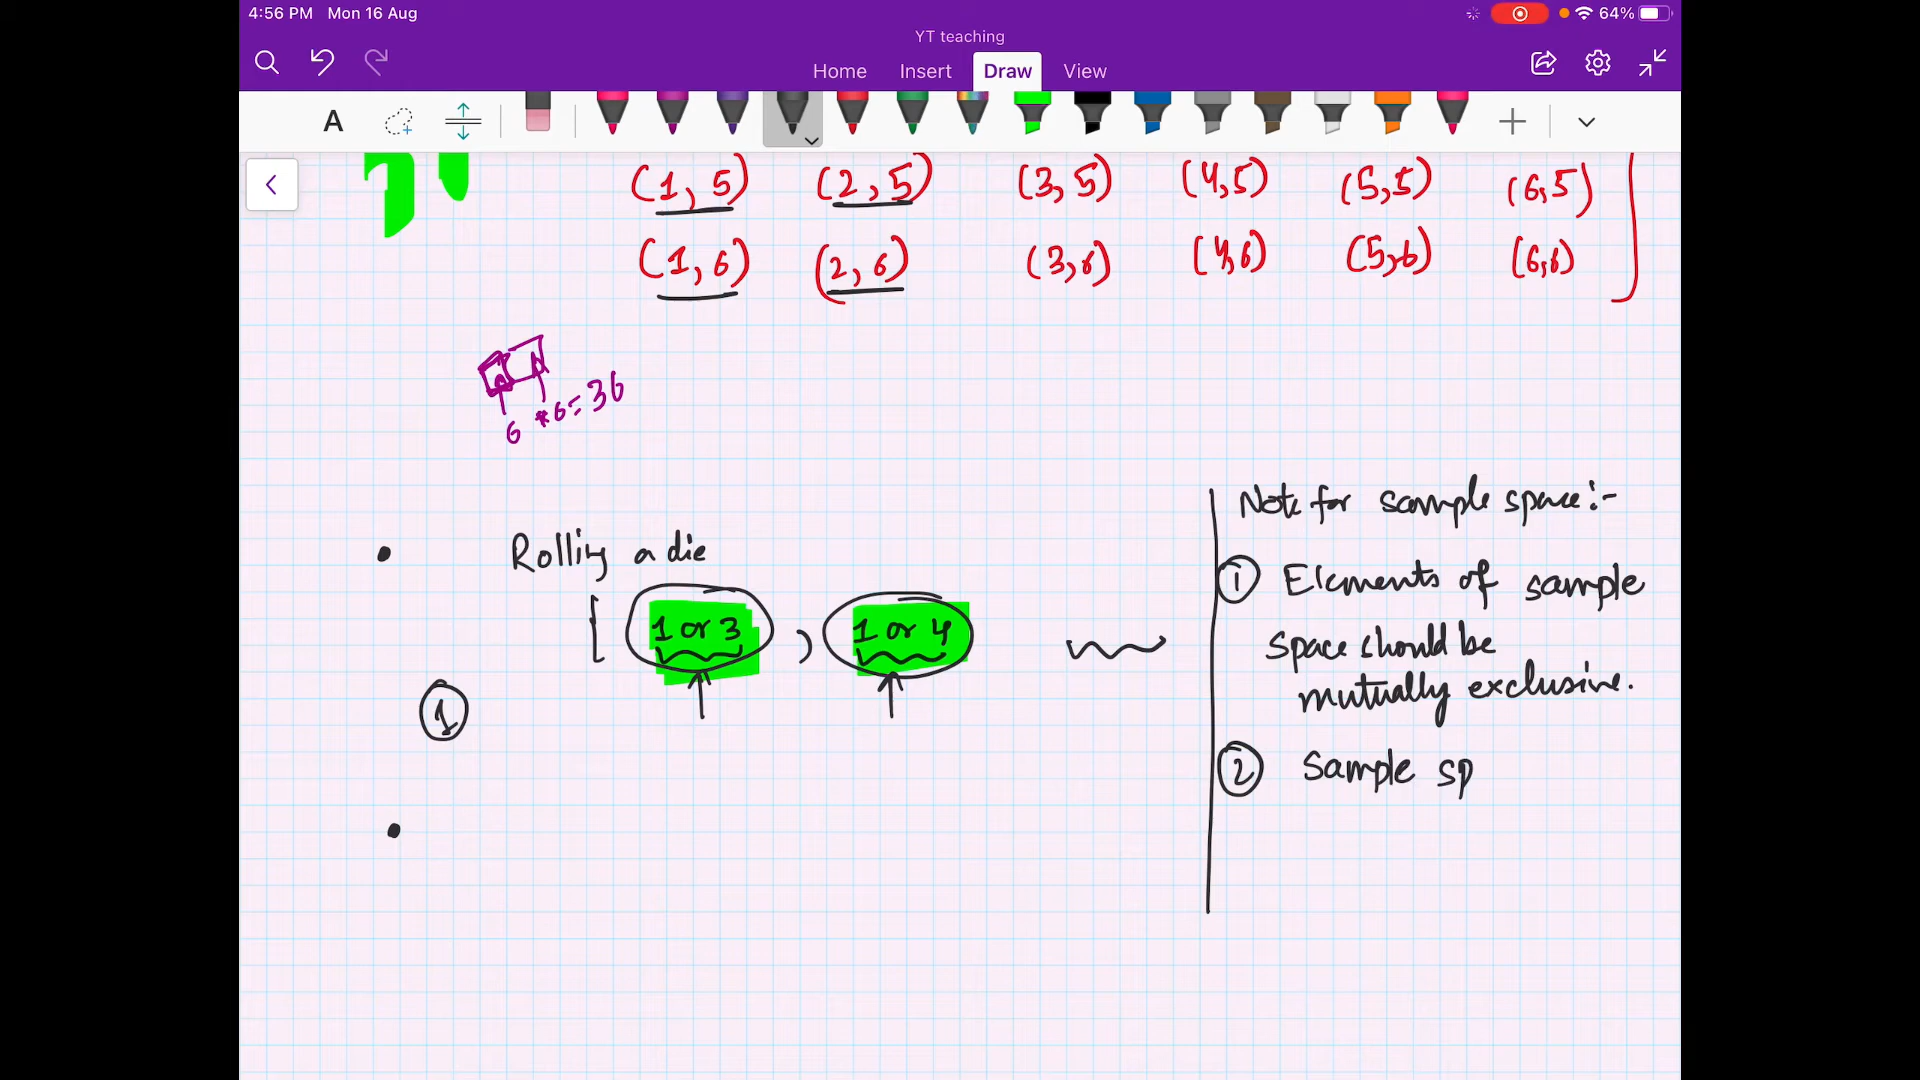 4:56 PM Mon 16 Aug
64%
YT teaching
Home Insert Draw View
A
(1, 5) (2, 5) (3, 5) (4,5) (5,5) (6,5)
(1, 6) (2, 6) (3,6) (4,6) (5,6) (6,6)
6 * 6 = 36
Rolling a die
[ 1 or 3 , 1 or 4
1
Note for sample space :-
1 Elements of sample
space should be
mutually exclusive.
2 Sample sp